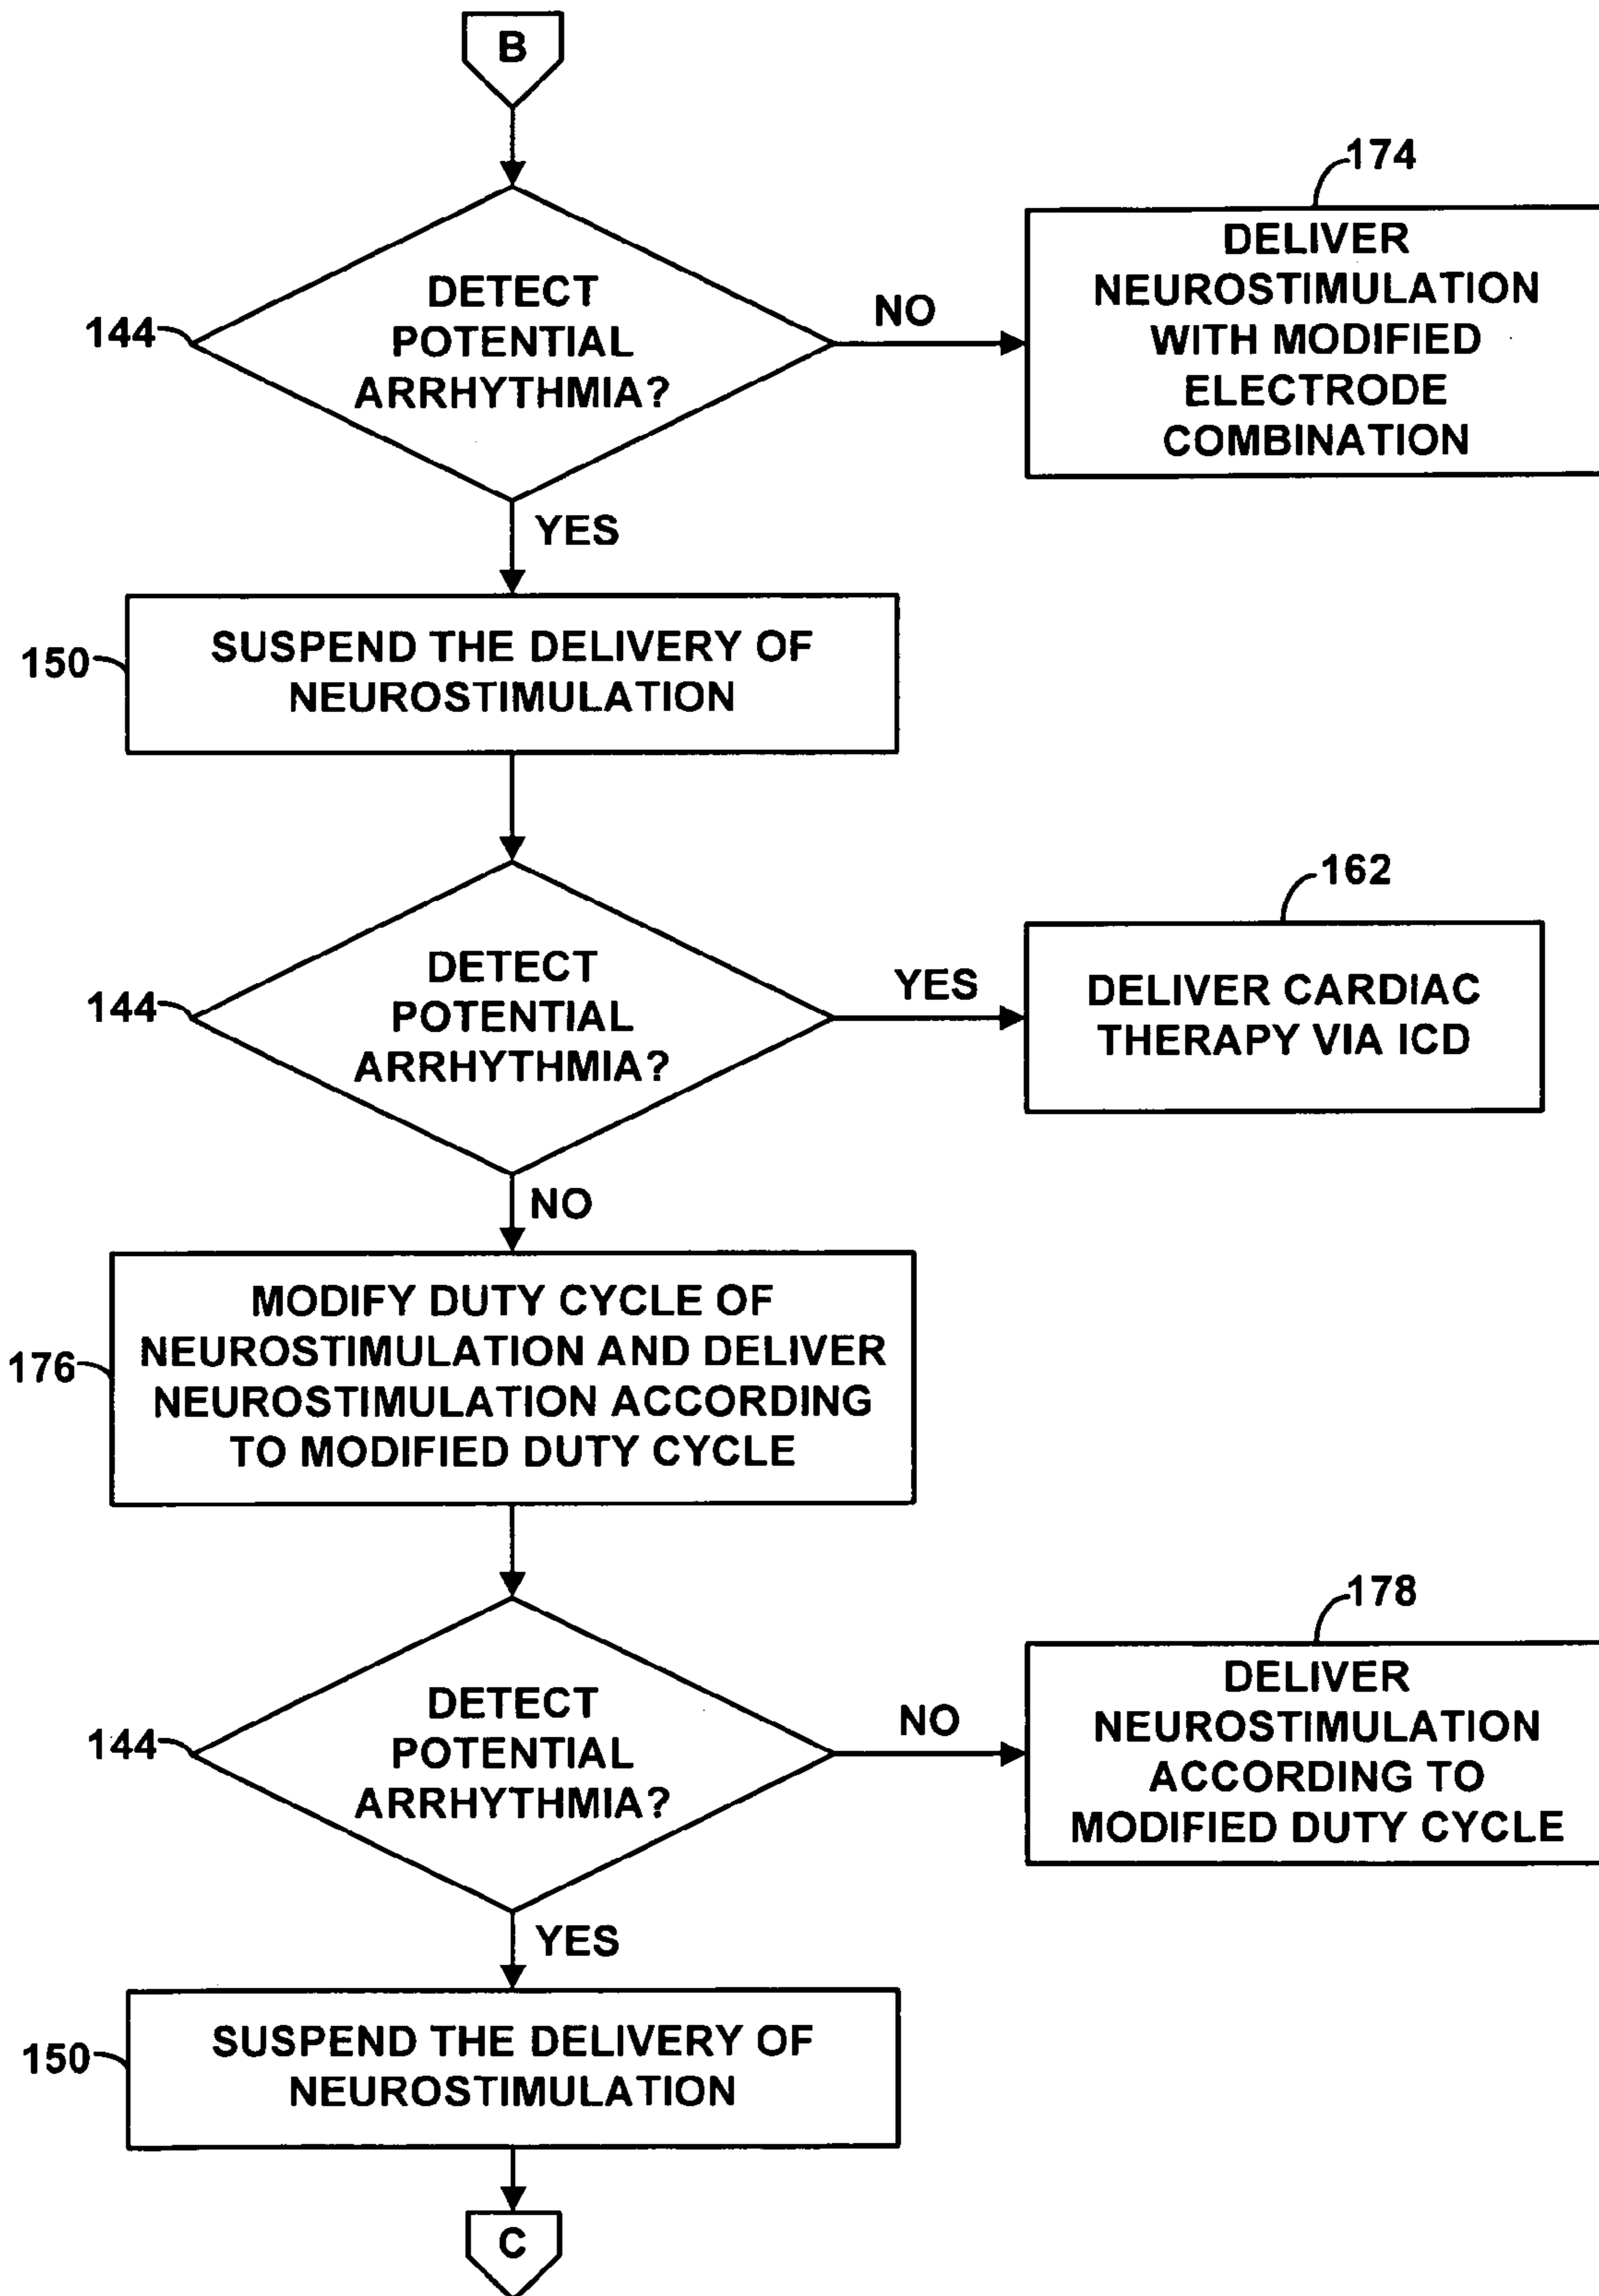 B
174
DELIVER
NEUROSTIMULATION
WITH MODIFIED
ELECTRODE
COMBINATION
144
DETECT
POTENTIAL
ARRHYTHMIA?
NO
YES
150
SUSPEND THE DELIVERY OF
NEUROSTIMULATION
162
144
DETECT
POTENTIAL
ARRHYTHMIA?
YES
DELIVER CARDIAC
THERAPY VIA ICD
NO
176
MODIFY DUTY CYCLE OF
NEUROSTIMULATION AND DELIVER
NEUROSTIMULATION ACCORDING
TO MODIFIED DUTY CYCLE
178
144
DETECT
POTENTIAL
ARRHYTHMIA?
NO
DELIVER
NEUROSTIMULATION
ACCORDING TO
MODIFIED DUTY CYCLE
YES
150
SUSPEND THE DELIVERY OF
NEUROSTIMULATION
C